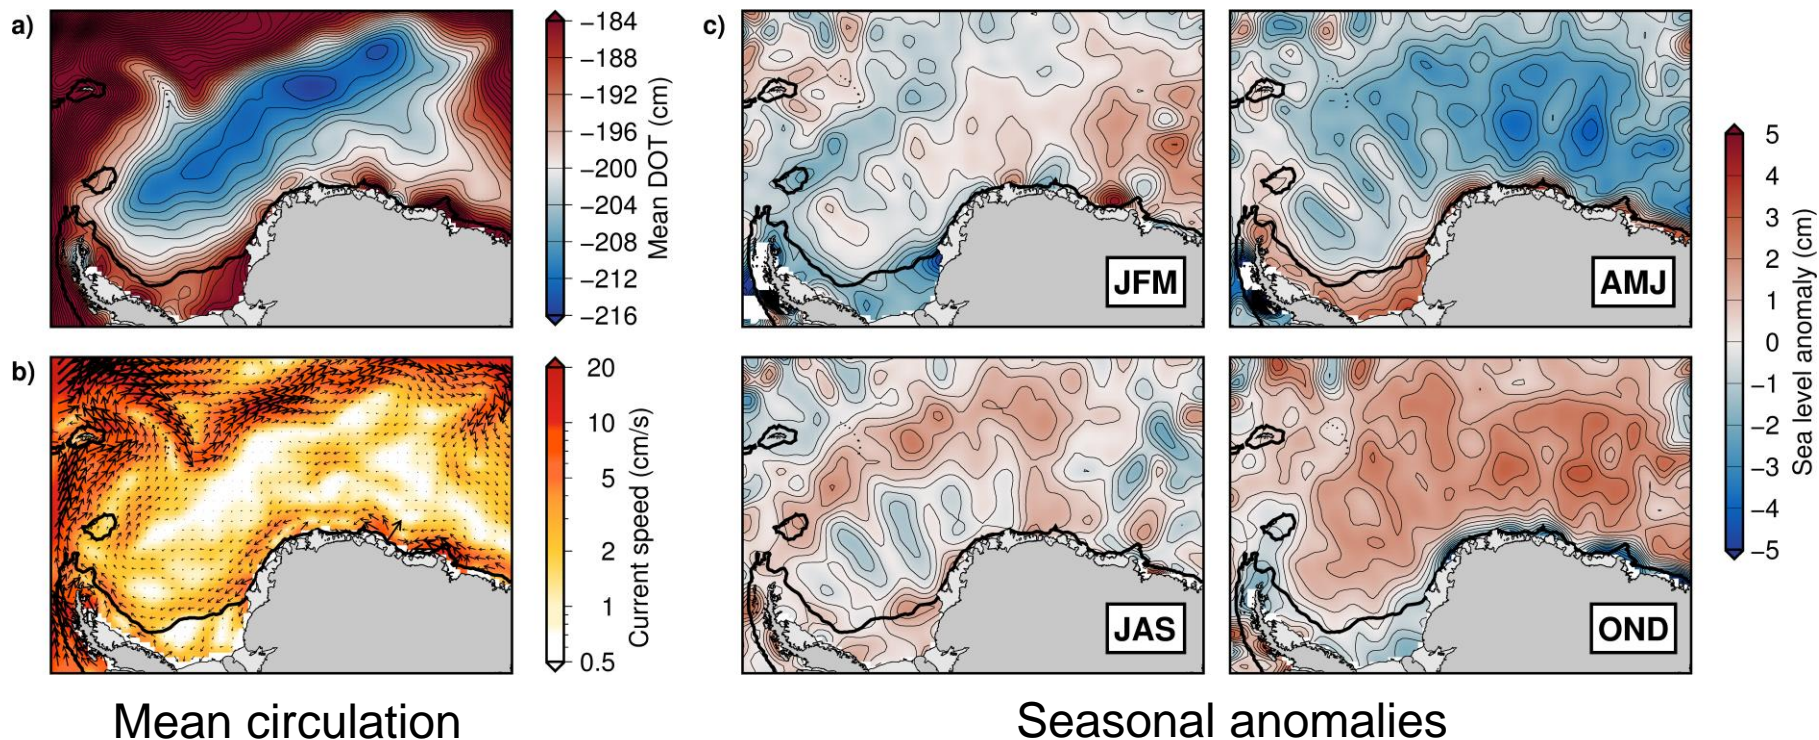 a)
−184
−188
−192
−196
−200
−204
−208
−212
−216
Mean DOT (cm)
b)
20
10
5
2
1
0.5
Current speed (cm/s)
c)
JFM
AMJ
JAS
OND
5
4
3
2
1
0
−1
−2
−3
−4
−5
Sea level anomaly (cm)
Mean circulation
Seasonal anomalies